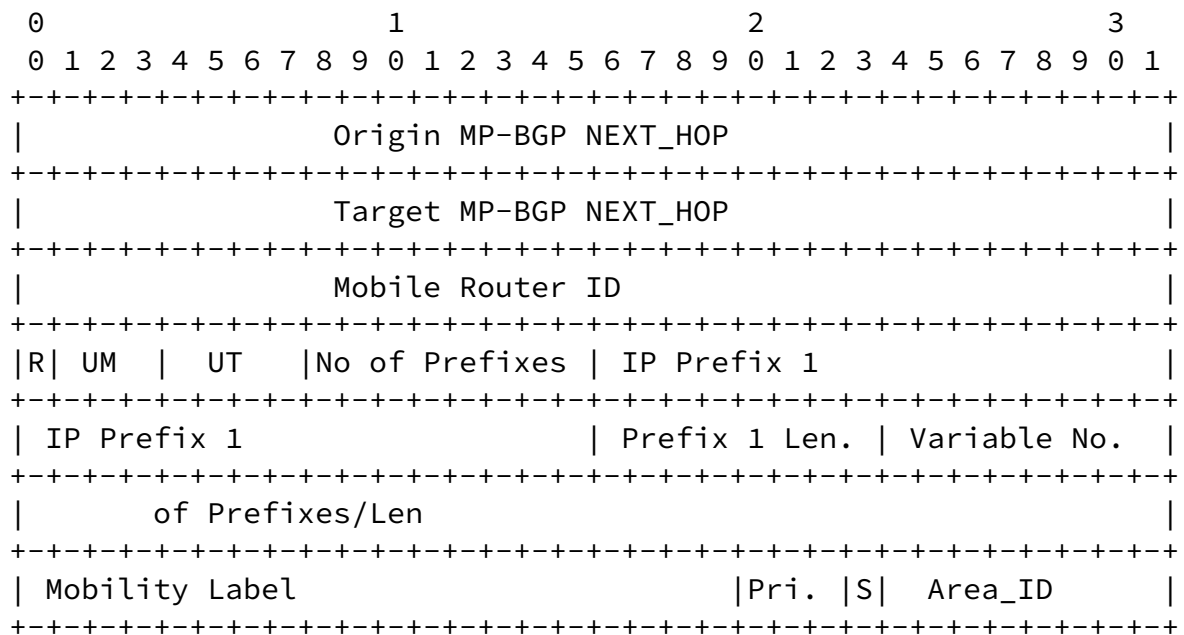 0                   1                   2                   3
 0 1 2 3 4 5 6 7 8 9 0 1 2 3 4 5 6 7 8 9 0 1 2 3 4 5 6 7 8 9 0 1
+-+-+-+-+-+-+-+-+-+-+-+-+-+-+-+-+-+-+-+-+-+-+-+-+-+-+-+-+-+-+-+-+
|                 Origin MP-BGP NEXT_HOP                        |
+-+-+-+-+-+-+-+-+-+-+-+-+-+-+-+-+-+-+-+-+-+-+-+-+-+-+-+-+-+-+-+-+
|                 Target MP-BGP NEXT_HOP                        |
+-+-+-+-+-+-+-+-+-+-+-+-+-+-+-+-+-+-+-+-+-+-+-+-+-+-+-+-+-+-+-+-+
|                 Mobile Router ID                              |
+-+-+-+-+-+-+-+-+-+-+-+-+-+-+-+-+-+-+-+-+-+-+-+-+-+-+-+-+-+-+-+-+
|R| UM  |  UT   |No of Prefixes | IP Prefix 1                   |
+-+-+-+-+-+-+-+-+-+-+-+-+-+-+-+-+-+-+-+-+-+-+-+-+-+-+-+-+-+-+-+-+
| IP Prefix 1                   | Prefix 1 Len. | Variable No.  |
+-+-+-+-+-+-+-+-+-+-+-+-+-+-+-+-+-+-+-+-+-+-+-+-+-+-+-+-+-+-+-+-+
|       of Prefixes/Len                                         |
+-+-+-+-+-+-+-+-+-+-+-+-+-+-+-+-+-+-+-+-+-+-+-+-+-+-+-+-+-+-+-+-+
| Mobility Label                        |Pri. |S|  Area_ID      |
+-+-+-+-+-+-+-+-+-+-+-+-+-+-+-+-+-+-+-+-+-+-+-+-+-+-+-+-+-+-+-+-+